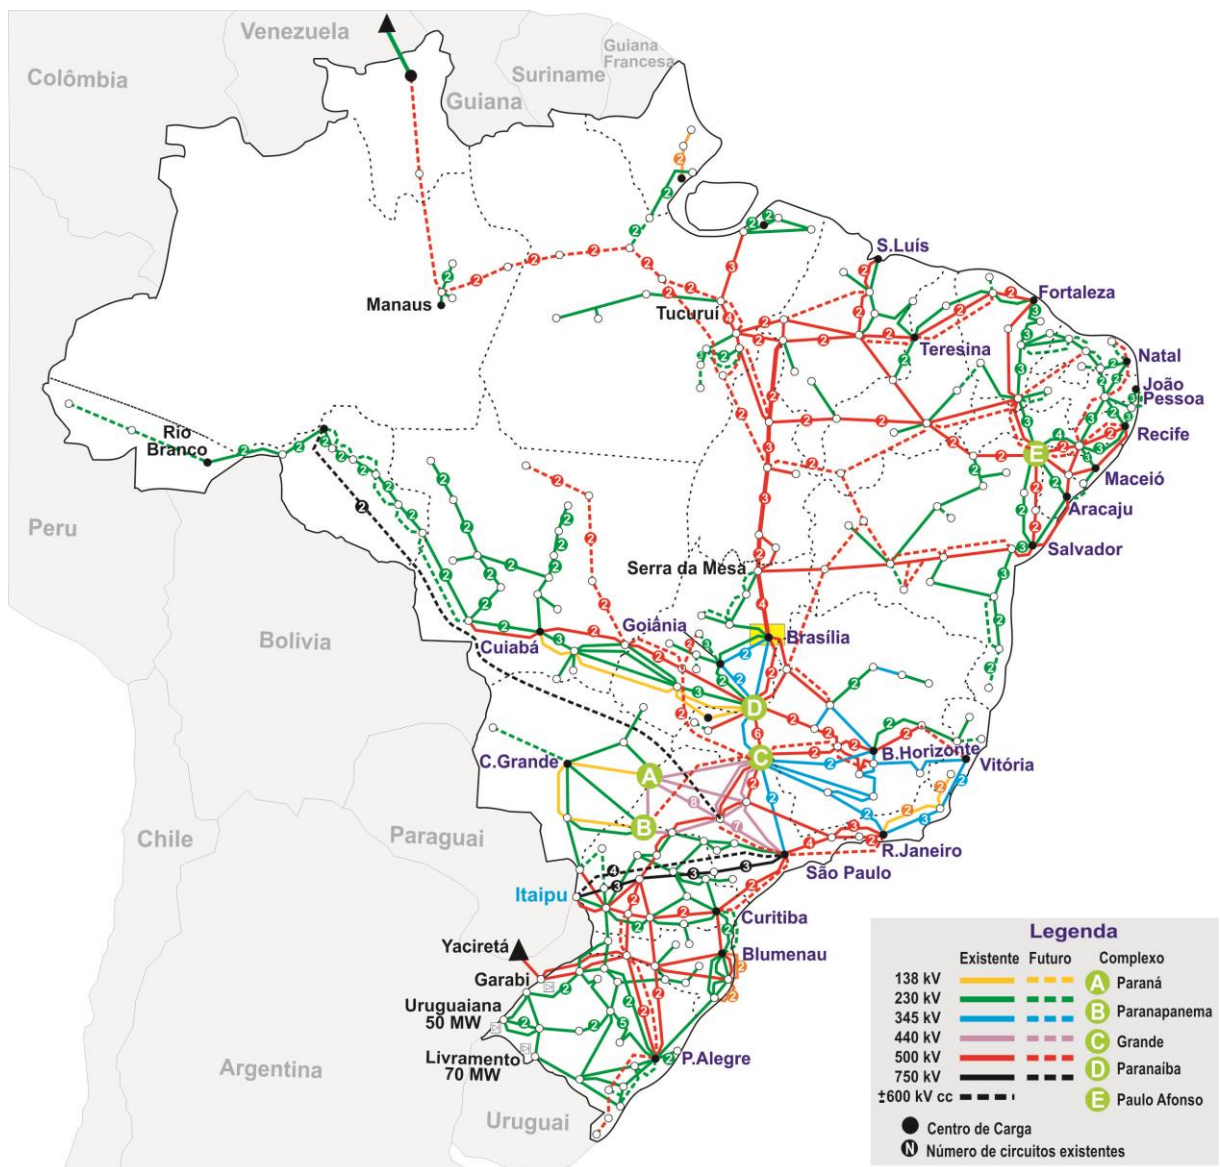 Venezuela
Guiana
Francesa
Colômbia
Suriname
Guiana
Manaus
Tucuruí
S.Luís
Fortaleza
Teresina
Natal
João
Pessoa
Recife
Maceió
Aracaju
Salvador
Rio
Branco
Peru
Bolivia
Serra da Mesa
Brasília
Goiânia
Cuiabá
C.Grande
B.Horizonte
Vitória
R.Janeiro
São Paulo
Chile
Paraguai
Itaipu
Curitiba
Blumenau
Yaciretá
Garabi
Uruguaiana
50 MW
Livramento
70 MW
P.Alegre
Argentina
Uruguai
A
B
C
D
E
Legenda
Existente Futuro Complexo
138 kV A Paraná
230 kV B Paranapanema
345 kV
440 kV C Grande
500 kV D Paranaíba
750 kV
±600 kV cc E Paulo Afonso
Centro de Carga
N Número de circuitos existentes